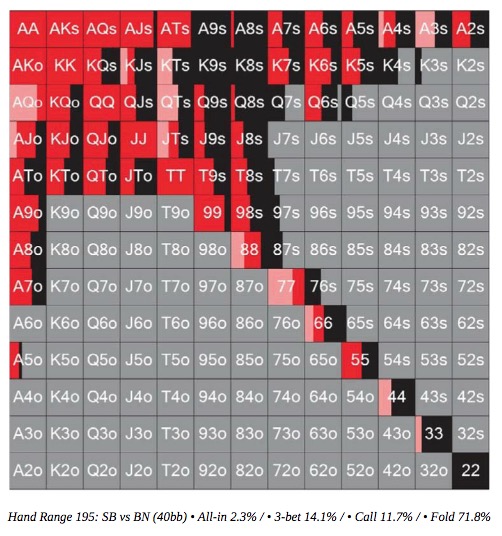 AA AKs AQs AJs ATs A9s A8s A7s A6s A5s A4s A3s A2s
AKo KK KQs KJs KTs K9s K8s K7s K6s K5s K4s K3s K2s
AQo KQo QQ QJs QTs Q9s Q8s Q7s Q6s Q5s Q4s Q3s Q2s
AJo KJo QJo JJ JTs J9s J8s J7s J6s J5s J4s J3s J2s
ATo KTo QTo JTo TT T9s T8s T7s T6s T5s T4s T3s T2s
A9o K9o Q9o J9o T9o 99 98s 97s 96s 95s 94s 93s 92s
A8o K8o Q8o J8o T8o 98o 88 87s 86s 85s 84s 83s 82s
A7o K7o Q7o J7o T7o 97o 87o 77 76s 75s 74s 73s 72s
A6o K6o Q6o J6o T6o 96o 86o 76o 66 65s 64s 63s 62s
A5o K5o Q5o J5o T5o 95o 85o 75o 65o 55 54s 53s 52s
A4o K4o Q4o J4o T4o 94o 84o 74o 64o 54o 44 43s 42s
A3o K3o Q3o J3o T3o 93o 83o 73o 63o 53o 43o 33 32s
A2o K2o Q2o J2o T2o 92o 82o 72o 62o 52o 42o 32o 22
Hand Range 195: SB vs BN (40bb) • All-in 2.3% / • 3-bet 14.1% / • Call 11.7% / • Fold 71.8%